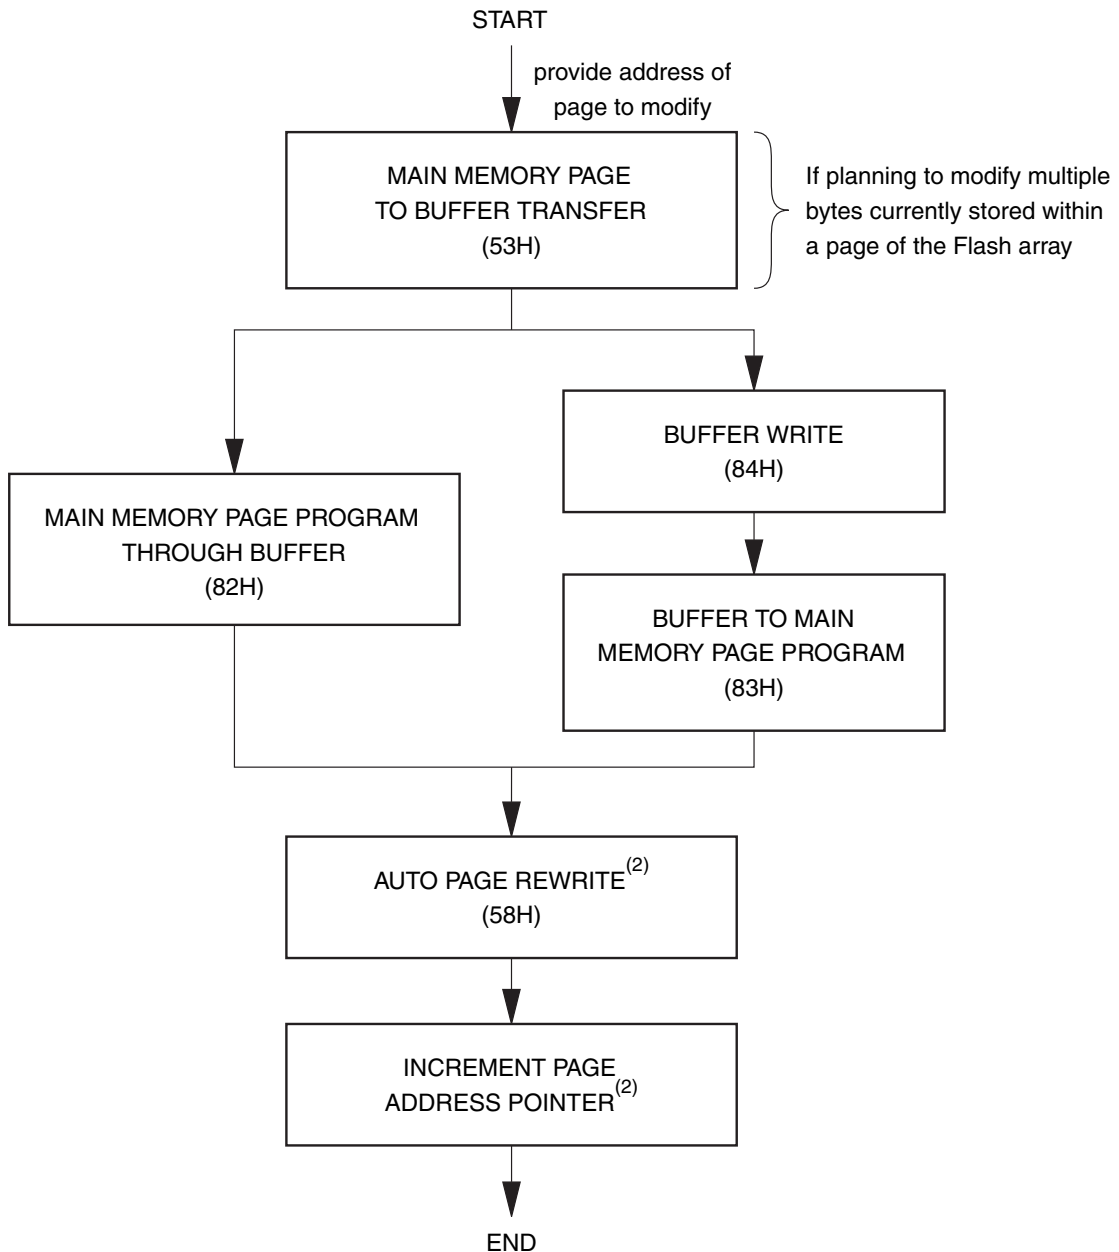 START
provide address of
page to modify
MAIN MEMORY PAGE
TO BUFFER TRANSFER
(53H)
If planning to modify multiple
bytes currently stored within
a page of the Flash array
BUFFER WRITE
(84H)
MAIN MEMORY PAGE PROGRAM
THROUGH BUFFER
(82H)
BUFFER TO MAIN
MEMORY PAGE PROGRAM
(83H)
AUTO PAGE REWRITE(2)
(58H)
INCREMENT PAGE
ADDRESS POINTER(2)
END